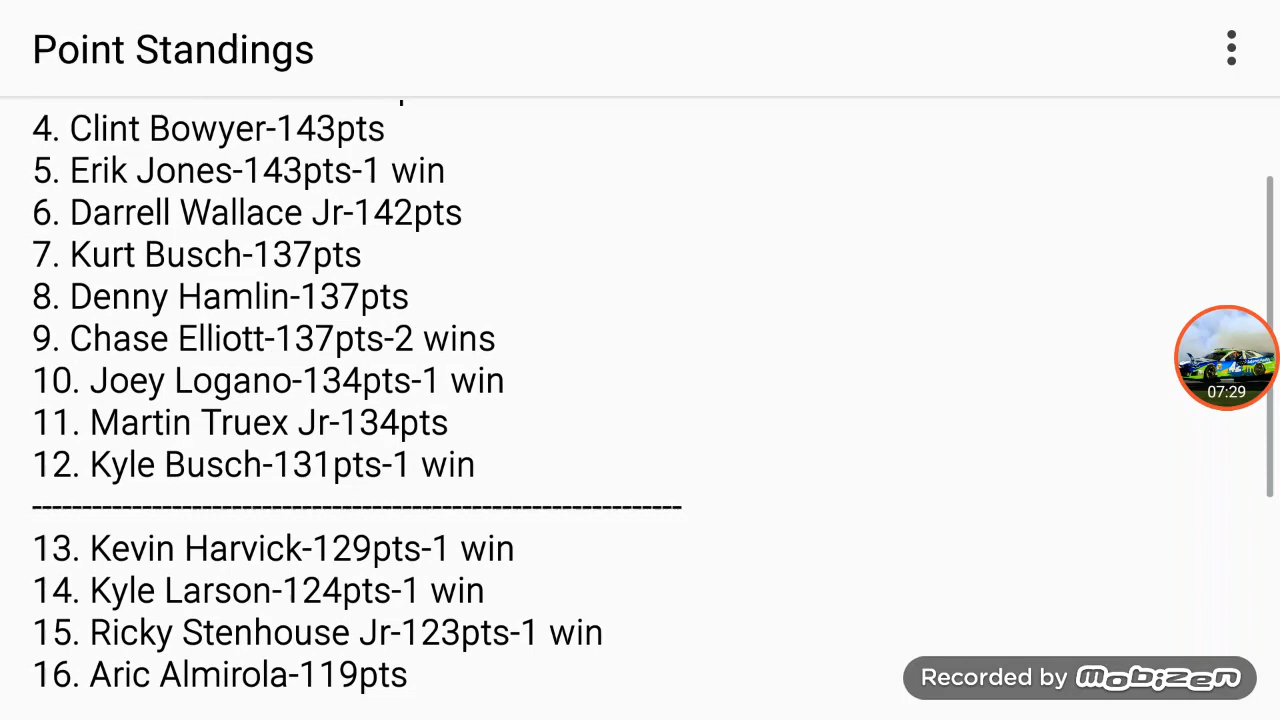 Point Standings
4. Clint Bowyer-143pts
5. Erik Jones-143pts-1 win
6. Darrell Wallace Jr-142pts
7. Kurt Busch-137pts
8. Denny Hamlin-137pts
9. Chase Elliott-137pts-2 wins
10. Joey Logano-134pts-1 win
11. Martin Truex Jr-134pts
12. Kyle Busch-131pts-1 win
-----------------------------------------------------------------
13. Kevin Harvick-129pts-1 win
14. Kyle Larson-124pts-1 win
15. Ricky Stenhouse Jr-123pts-1 win
16. Aric Almirola-119pts
07:29
Recorded by Mobizen